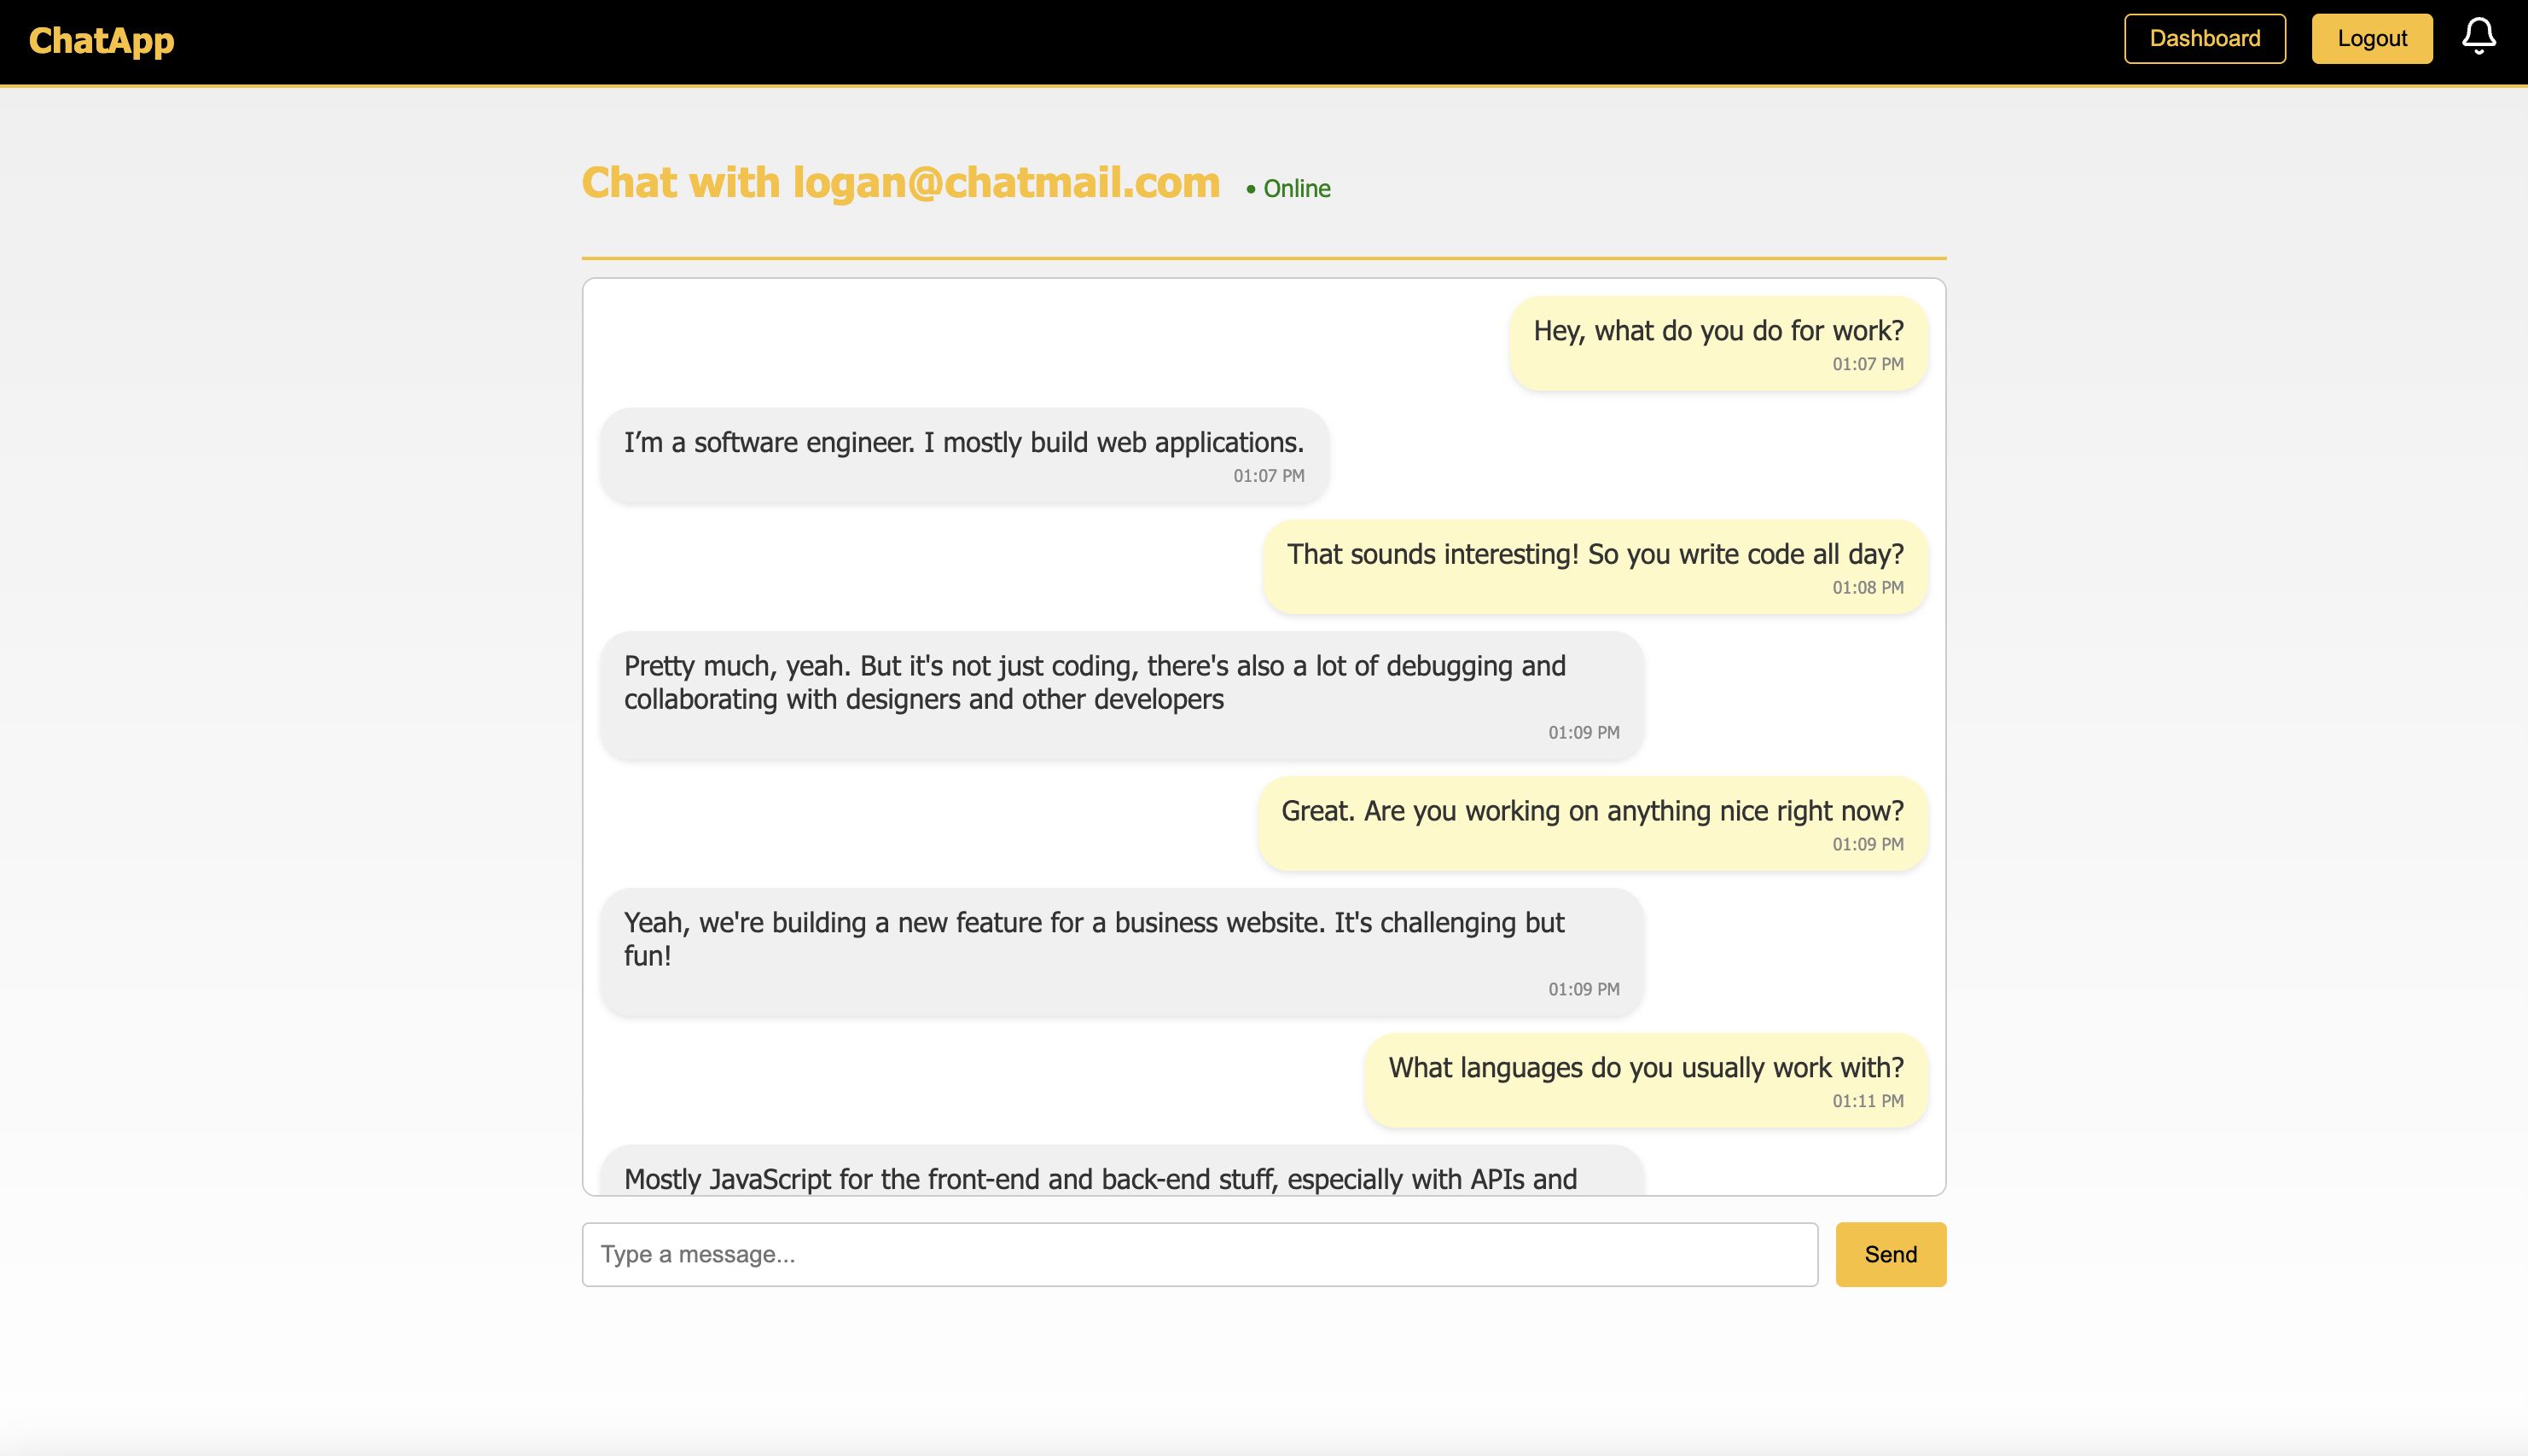 ChatApp
Dashboard
Logout
Chat with logan@chatmail.com
• Online
Hey, what do you do for work?
01:07 PM
I’m a software engineer. I mostly build web applications.
01:07 PM
That sounds interesting! So you write code all day?
01:08 PM
Pretty much, yeah. But it's not just coding, there's also a lot of debugging and
collaborating with designers and other developers
01:09 PM
Great. Are you working on anything nice right now?
01:09 PM
Yeah, we're building a new feature for a business website. It's challenging but
fun!
01:09 PM
What languages do you usually work with?
01:11 PM
Mostly JavaScript for the front-end and back-end stuff, especially with APIs and
Type a message...
Send